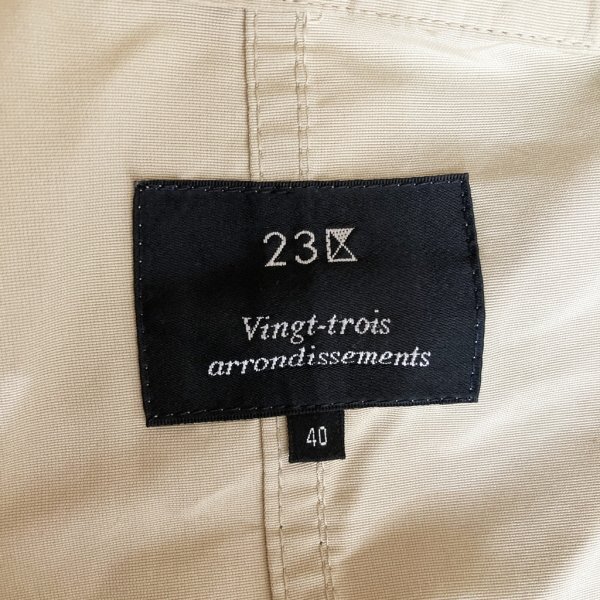 23区
Vingt-trois
arrondissements
40